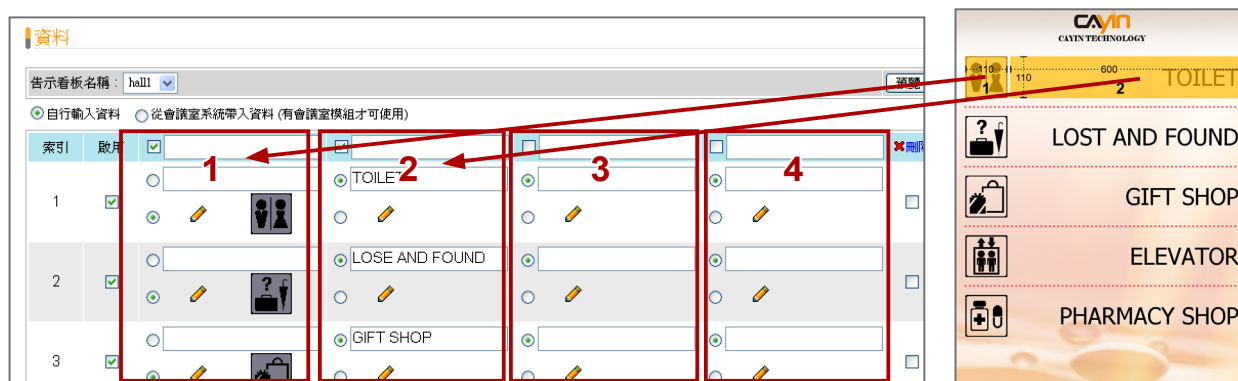 資料
告示看板名稱： hall1 預覽
自行輸入資料 從會議室系統帶入資料 (有會議室模組才可使用)
索引 啟用 刪除
1 2 3 4
1 TOILET
2 LOSE AND FOUND
3 GIFT SHOP
CAYIN
CAYIN TECHNOLOGY
110 110 600 TOILET
1 2
LOST AND FOUND
GIFT SHOP
ELEVATOR
PHARMACY SHOP